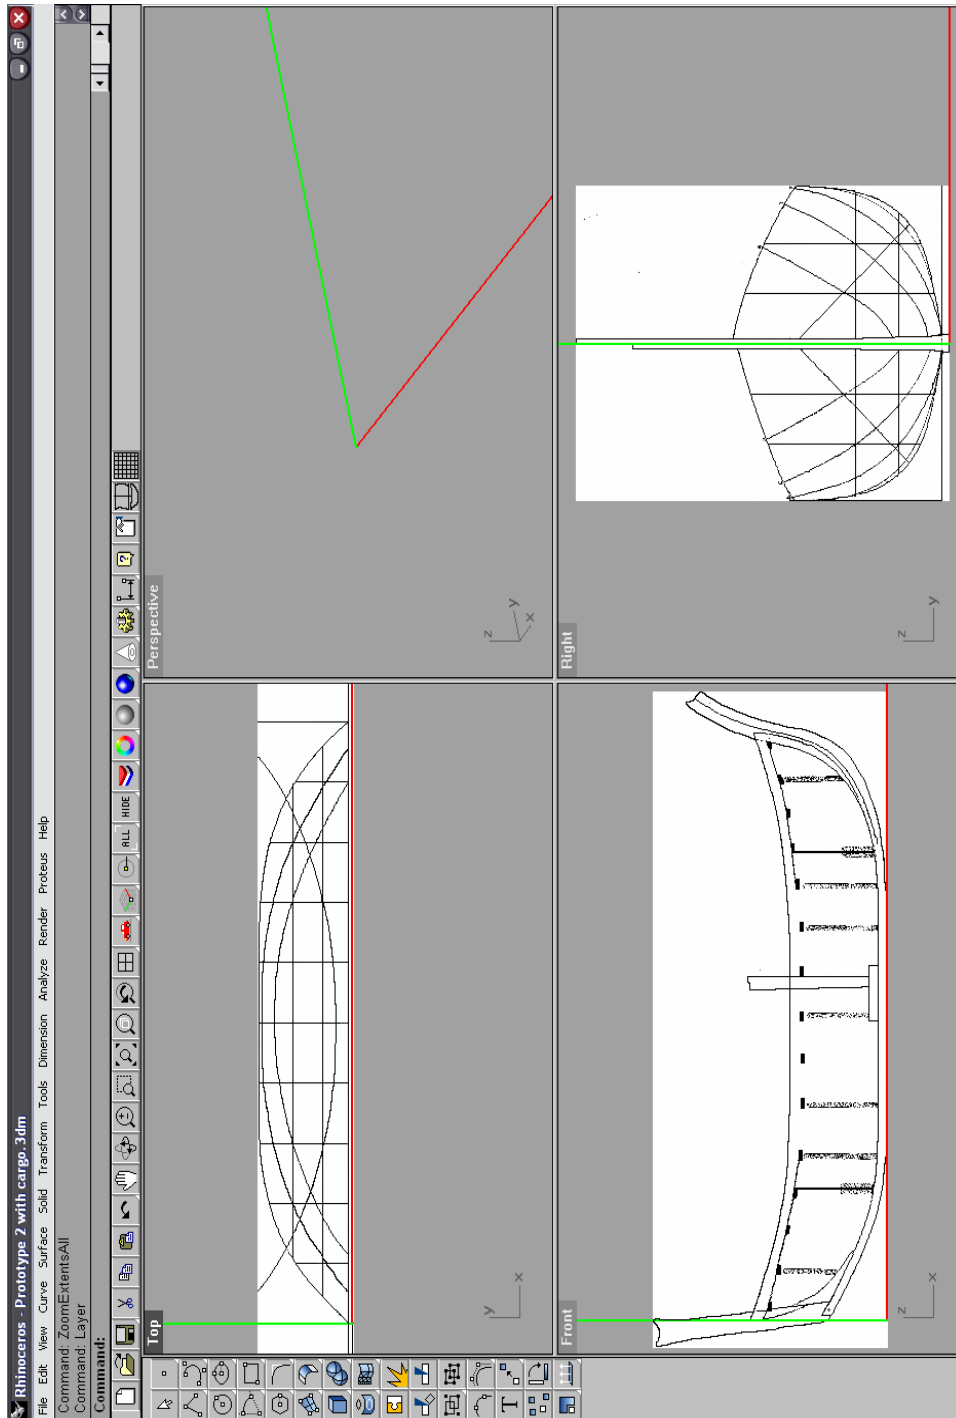 Rhinoceros - Prototype 2 with cargo.3dm
File Edit View Curve Surface Solid Transform Tools Dimension Analyze Render Proteus Help
Command: ZoomExtentsAll
Command: Layer
Command:
ALL HIDE
Top
y
x
Perspective
z
y
x
Front
z
x
Right
z
y
T